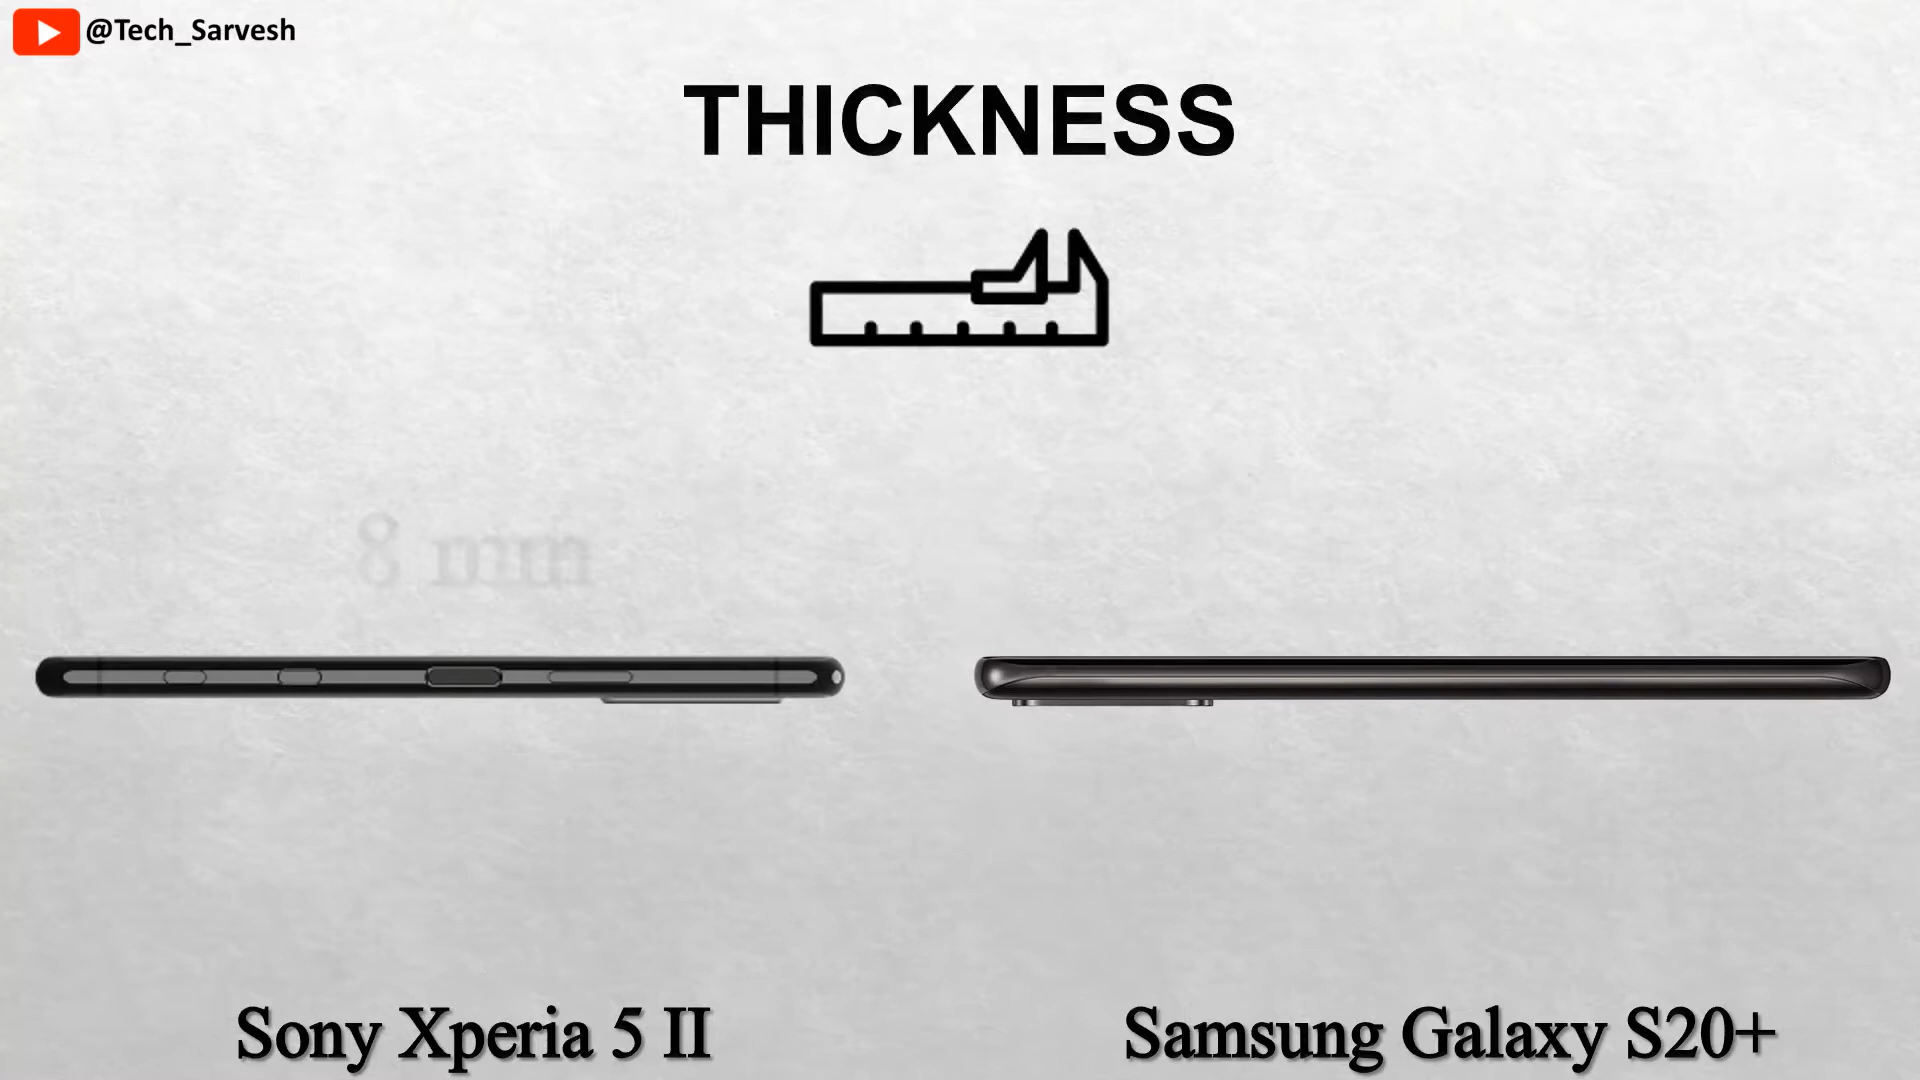 @Tech_Sarvesh
THICKNESS
8 mm
Sony Xperia 5 II
Samsung Galaxy S20+